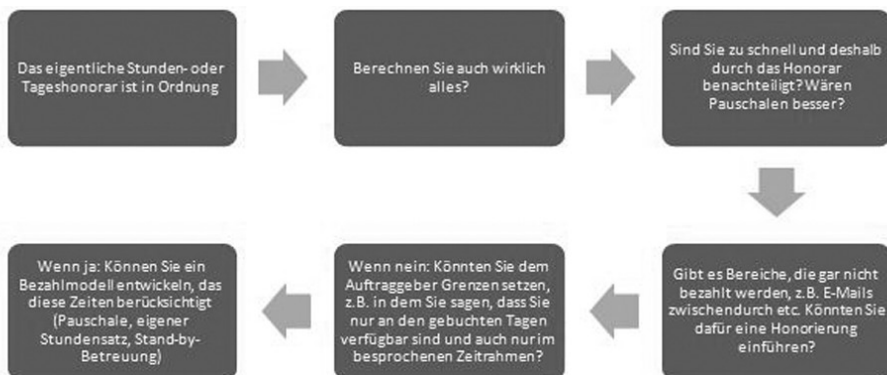 Das eigentliche Stunden- oder
Tageshonorar ist in Ordnung
Berechnen Sie auch wirklich
alles?
Sind Sie zu schnell und deshalb
durch das Honorar
benachteiligt? Wären
Pauschalen besser?
Gibt es Bereiche, die gar nicht
bezahlt werden, z.B. E-Mails
zwischendurch etc. Könnten Sie
dafür eine Honorierung
einführen?
Wenn nein: Könnten Sie dem
Auftraggeber Grenzen setzen,
z.B. in dem Sie sagen, dass Sie
nur an den gebuchten Tagen
verfügbar sind und auch nur im
besprochenen Zeitrahmen?
Wenn ja: Können Sie ein
Bezahlmodell entwickeln, das
diese Zeiten berücksichtigt
(Pauschale, eigener
Stundensatz, Stand-by-
Betreuung)